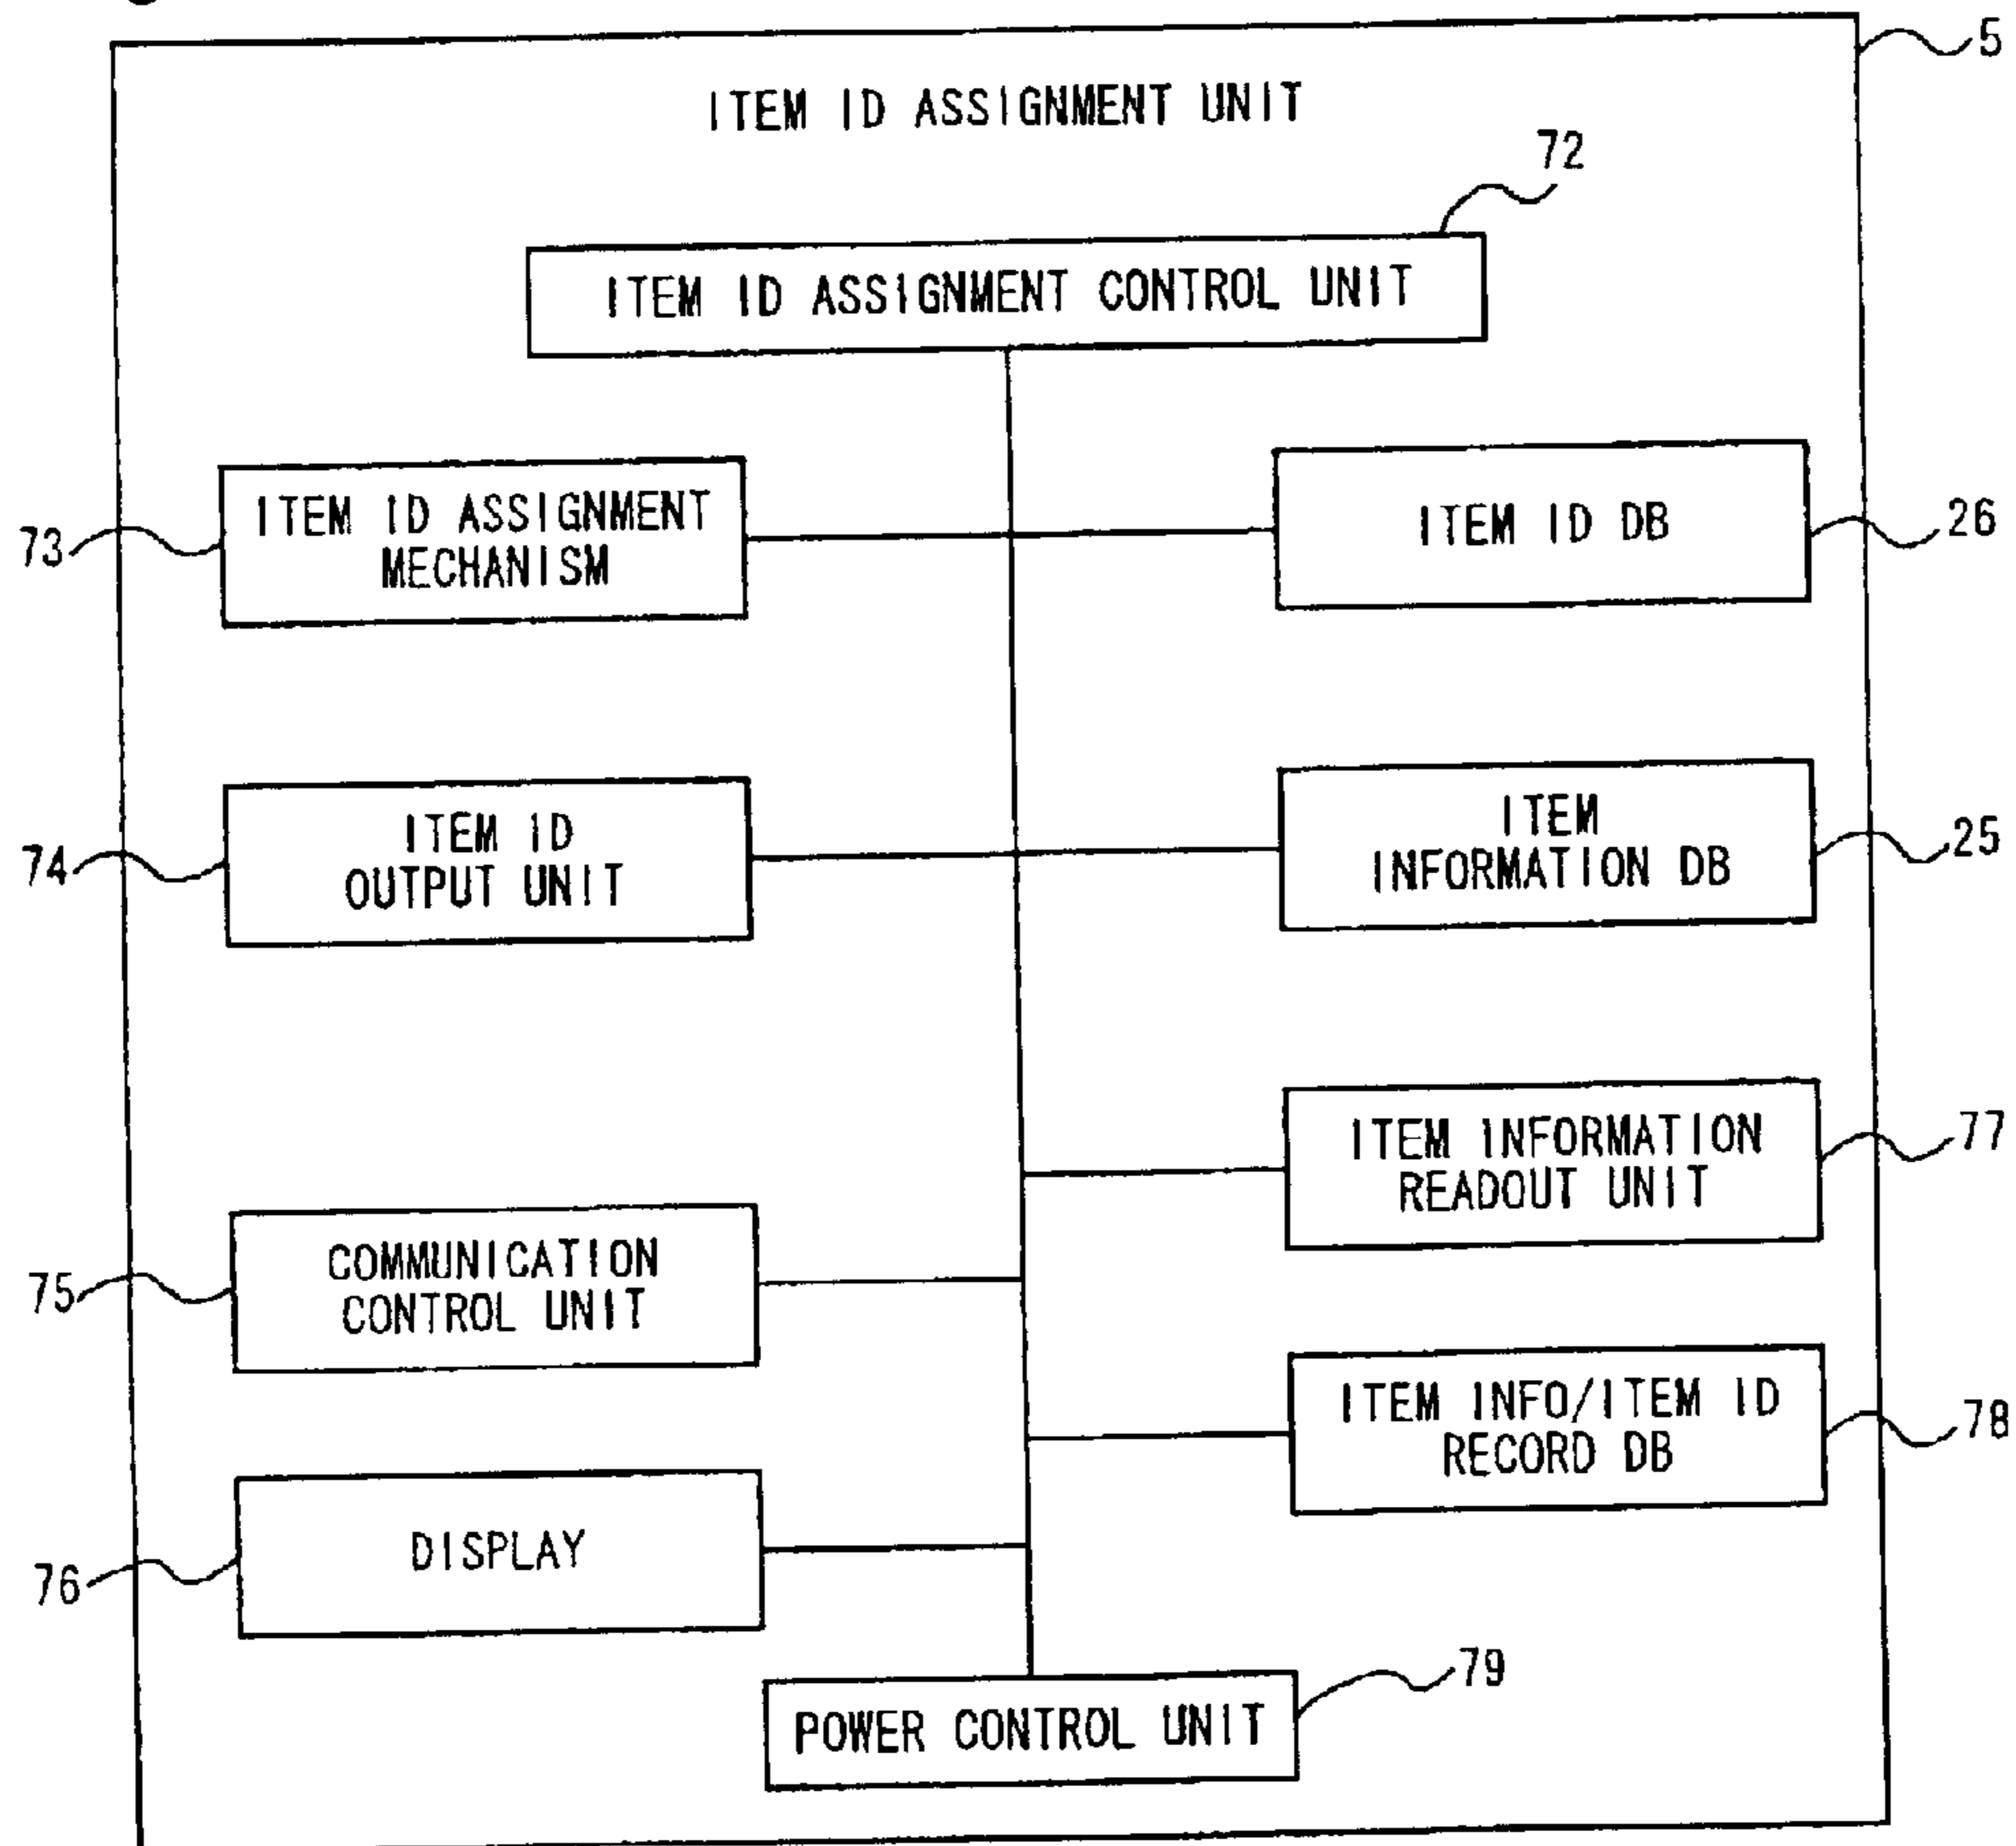 5
ITEM ID ASSIGNMENT UNIT
72
ITEM ID ASSIGNMENT CONTROL UNIT
73
ITEM ID ASSIGNMENT
MECHANISM
ITEM ID DB
26
74
ITEM ID
OUTPUT UNIT
ITEM
INFORMATION DB
25
ITEM INFORMATION
READOUT UNIT
77
75
COMMUNICATION
CONTROL UNIT
ITEM INFO/ITEM ID
RECORD DB
78
76
DISPLAY
79
POWER CONTROL UNIT